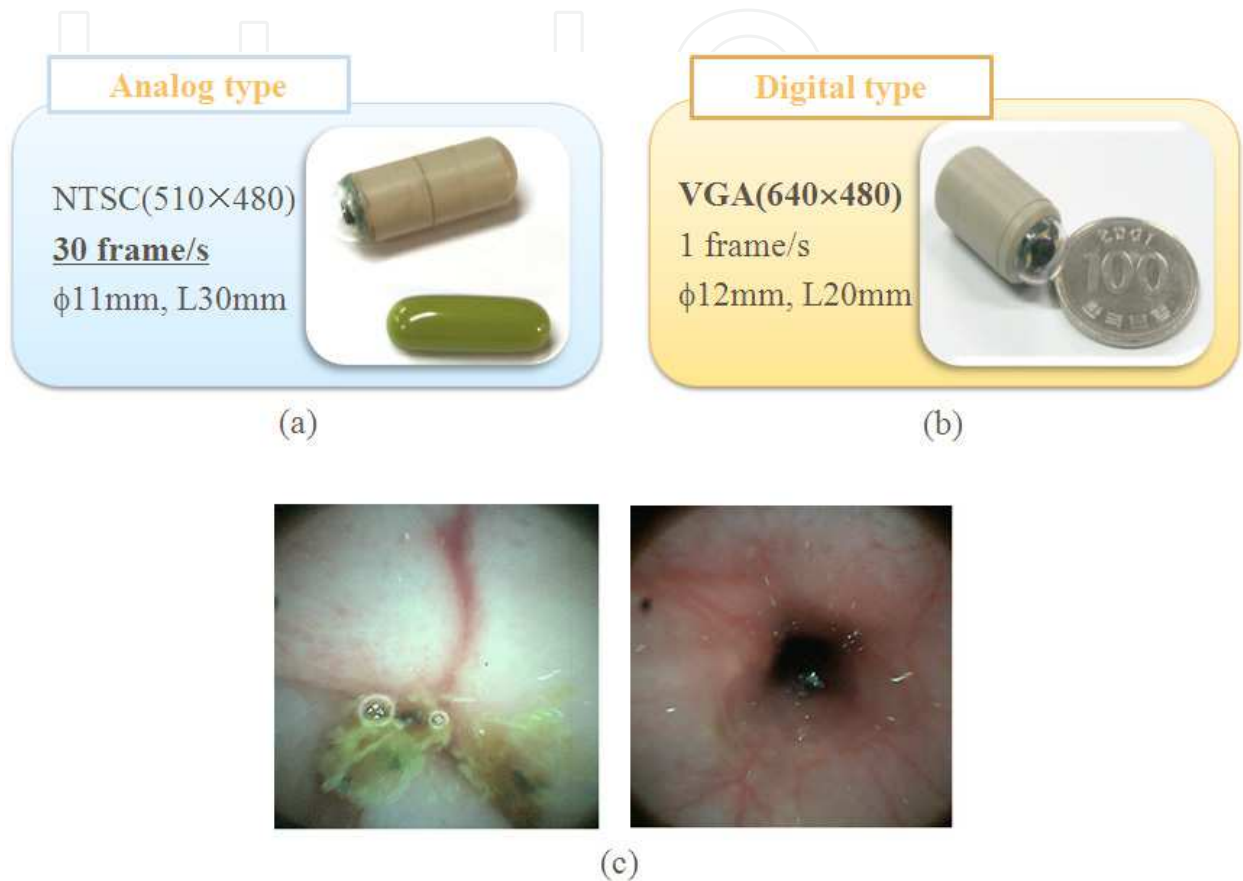 Analog type
NTSC(510×480)
30 frame/s
ϕ11mm, L30mm
(a)
Digital type
VGA(640×480)
1 frame/s
ϕ12mm, L20mm
2001
100
(b)
(c)